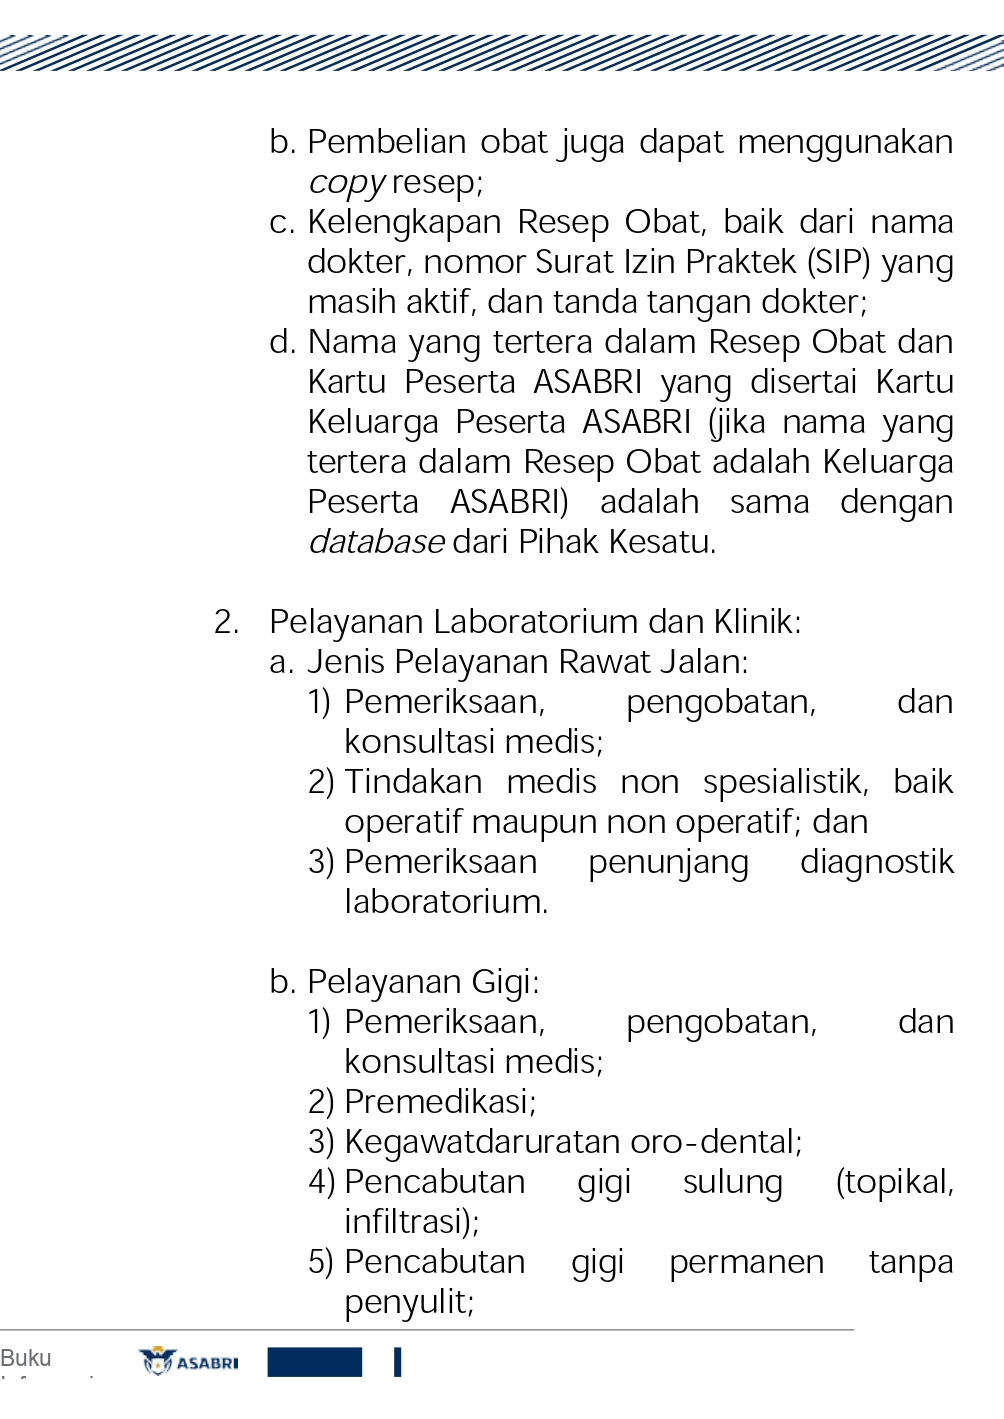 b. Pembelian obat juga dapat menggunakan
copy resep;
c. Kelengkapan Resep Obat, baik dari nama
dokter, nomor Surat Izin Praktek (SIP) yang
masih aktif, dan tanda tangan dokter;
d. Nama yang tertera dalam Resep Obat dan
Kartu Peserta ASABRI yang disertai Kartu
Keluarga Peserta ASABRI (jika nama yang
tertera dalam Resep Obat adalah Keluarga
Peserta ASABRI) adalah sama dengan
database dari Pihak Kesatu.
2. Pelayanan Laboratorium dan Klinik:
a. Jenis Pelayanan Rawat Jalan:
1) Pemeriksaan, pengobatan, dan
konsultasi medis;
2) Tindakan medis non spesialistik, baik
operatif maupun non operatif; dan
3) Pemeriksaan penunjang diagnostik
laboratorium.
b. Pelayanan Gigi:
1) Pemeriksaan, pengobatan, dan
konsultasi medis;
2) Premedikasi;
3) Kegawatdaruratan oro-dental;
4) Pencabutan gigi sulung (topikal,
infiltrasi);
5) Pencabutan gigi permanen tanpa
penyulit;
Buku
ASABRI